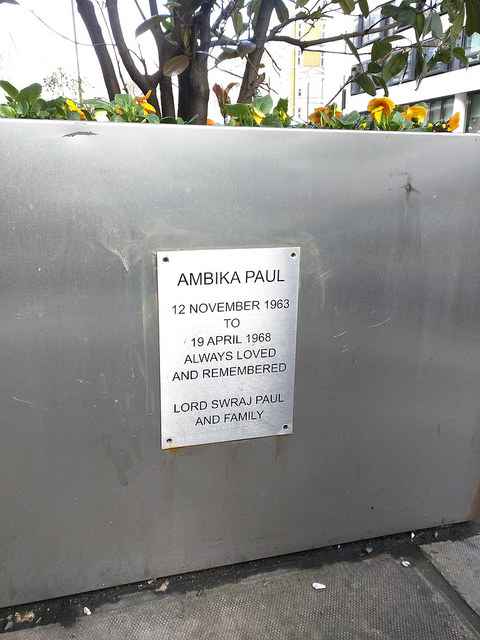 AMBIKA PAUL
12 NOVEMBER 1963
TO
19 APRIL 1968
ALWAYS LOVED
AND REMEMBERED
LORD SWRAJ PAUL
AND FAMILY